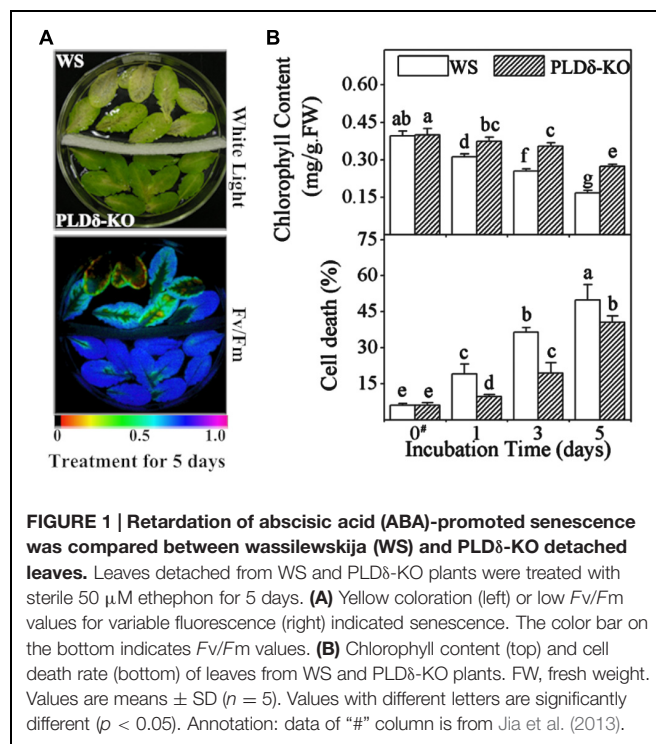 A
B
WS
PLDδ-KO
White Light
Fv/Fm
0 0.5 1.0
Treatment for 5 days
WS PLDδ-KO
Chlorophyll Content
(mg/g.FW)
0.60
0.45
0.30
0.15
ab a d bc f c g e
75
60
45
30
15
Cell death (%)
e e c d b c a b
0# 1 3 5
Incubation Time (days)
FIGURE 1 | Retardation of abscisic acid (ABA)-promoted senescence
was compared between wassilewskija (WS) and PLDδ-KO detached
leaves. Leaves detached from WS and PLDδ-KO plants were treated with
sterile 50 μM ethephon for 5 days. (A) Yellow coloration (left) or low Fv/Fm
values for variable fluorescence (right) indicated senescence. The color bar on
the bottom indicates Fv/Fm values. (B) Chlorophyll content (top) and cell
death rate (bottom) of leaves from WS and PLDδ-KO plants. FW, fresh weight.
Values are means ± SD (n = 5). Values with different letters are significantly
different (p < 0.05). Annotation: data of “#” column is from Jia et al. (2013).